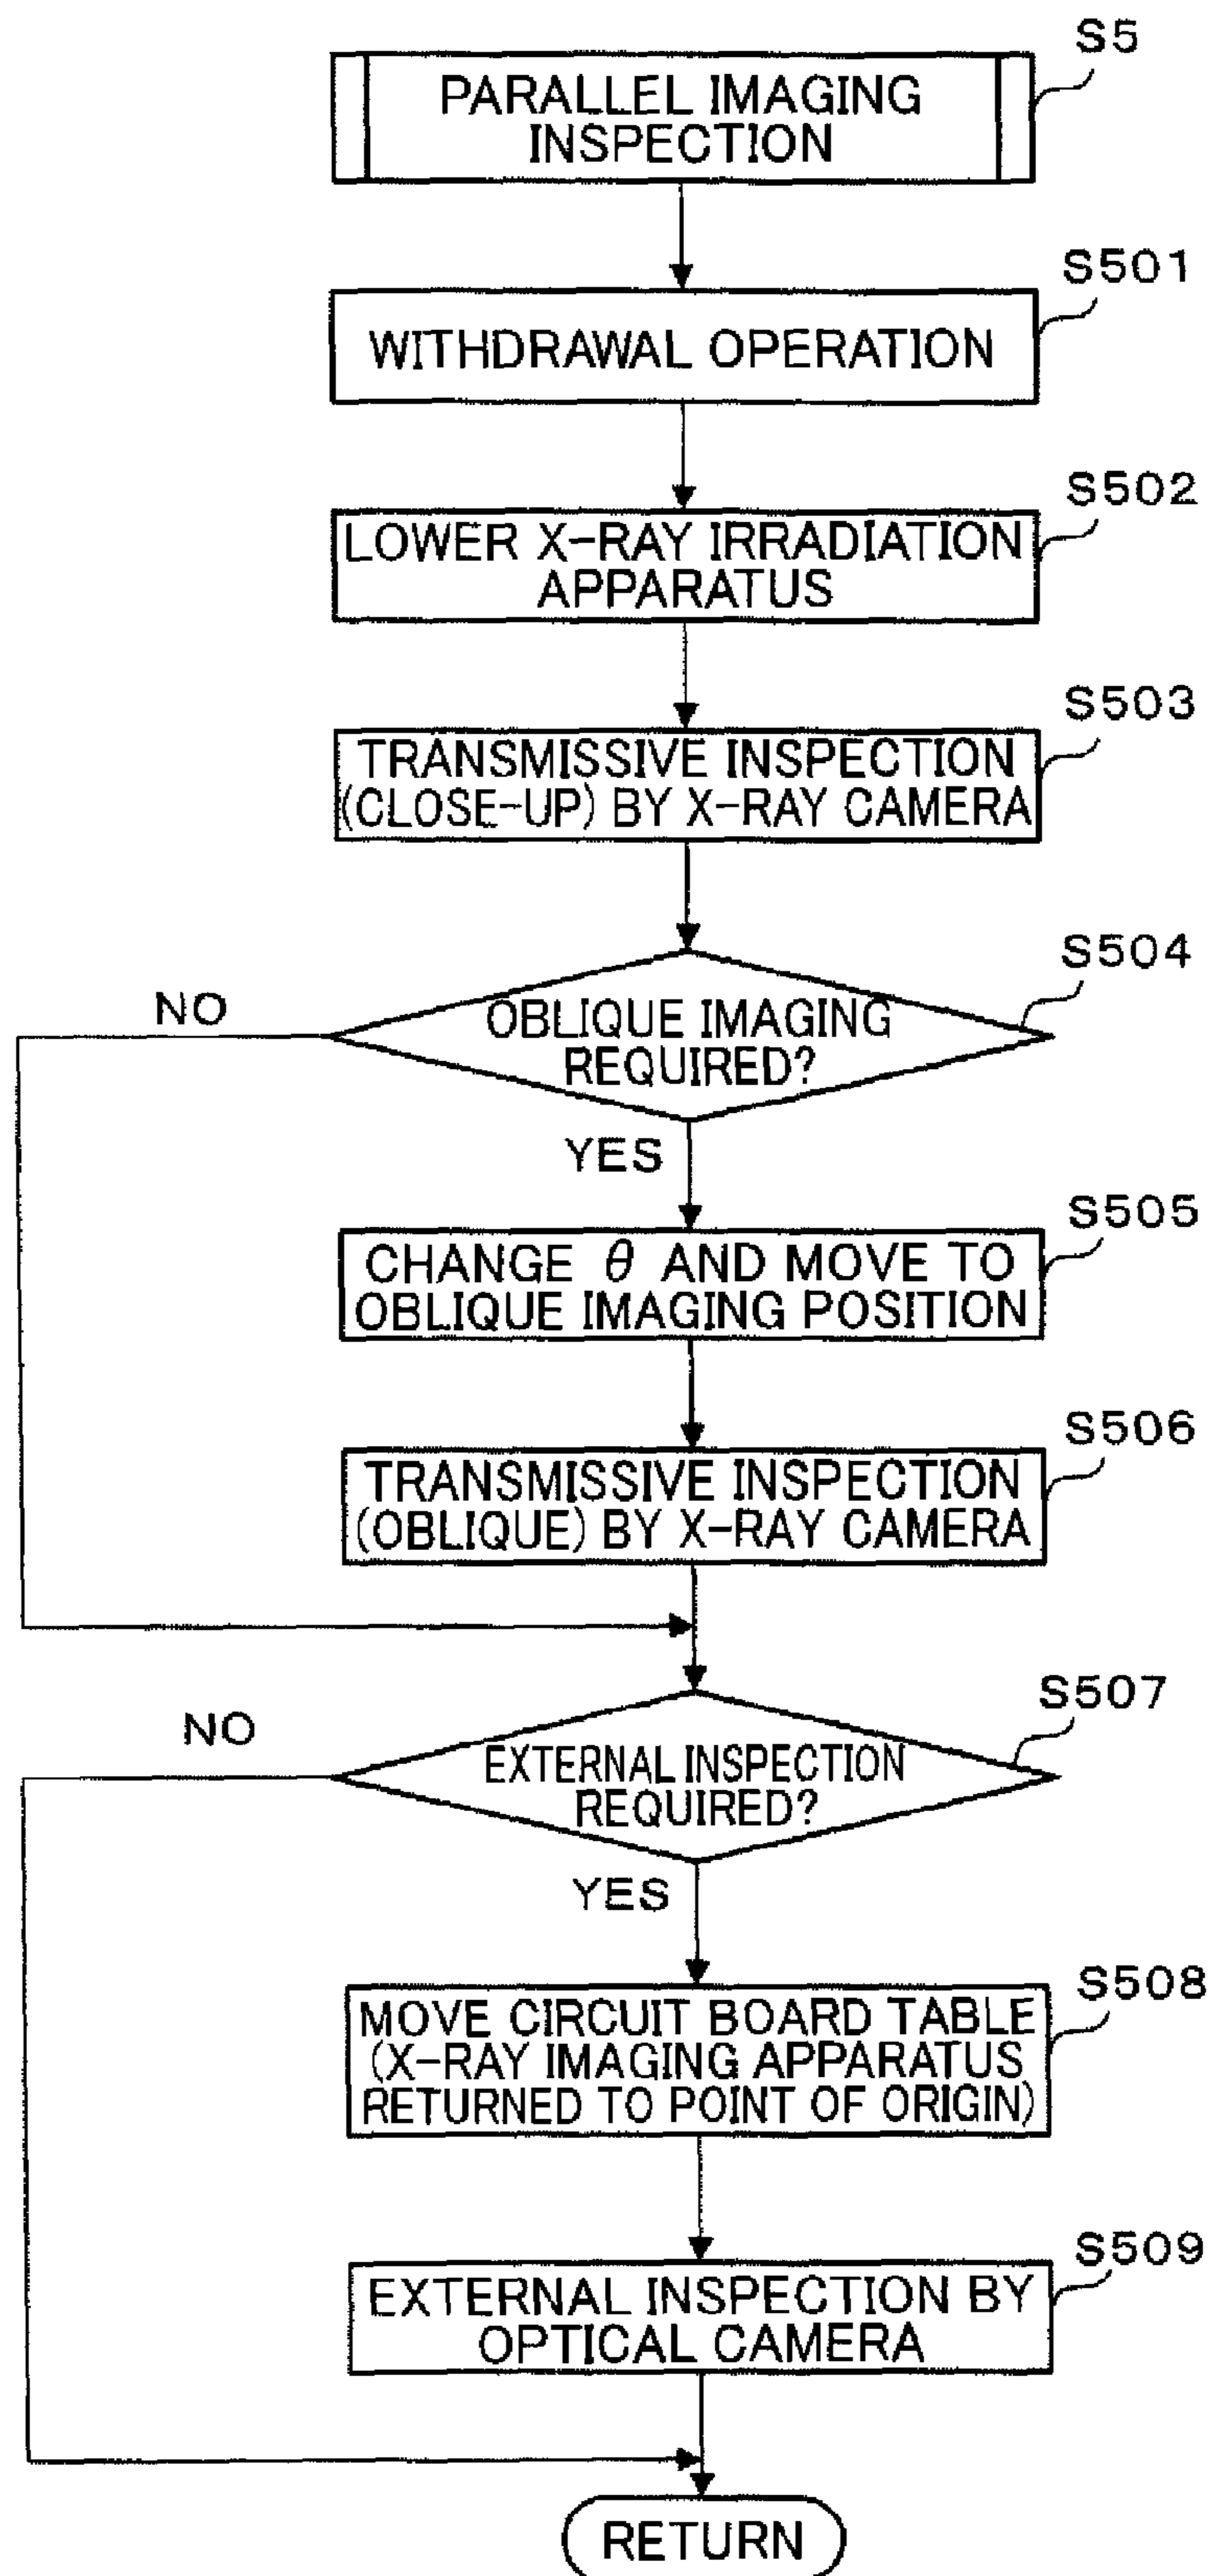 S5
PARALLEL IMAGING
INSPECTION
S501
WITHDRAWAL OPERATION
S502
LOWER X-RAY IRRADIATION
APPARATUS
S503
TRANSMISSIVE INSPECTION
(CLOSE-UP) BY X-RAY CAMERA
S504
NO
OBLIQUE IMAGING
REQUIRED?
YES
S505
CHANGE θ AND MOVE TO
OBLIQUE IMAGING POSITION
S506
TRANSMISSIVE INSPECTION
(OBLIQUE) BY X-RAY CAMERA
S507
NO
EXTERNAL INSPECTION
REQUIRED?
YES
S508
MOVE CIRCUIT BOARD TABLE
(X-RAY IMAGING APPARATUS
RETURNED TO POINT OF ORIGIN)
S509
EXTERNAL INSPECTION BY
OPTICAL CAMERA
RETURN